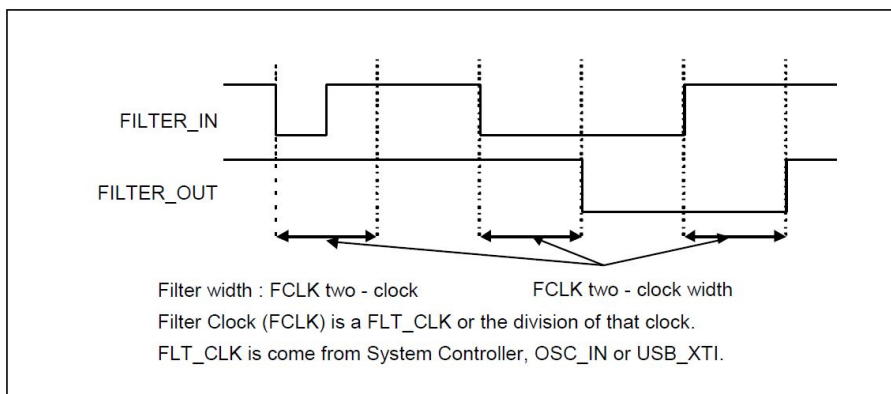 FILTER_IN
FILTER_OUT
Filter width : FCLK two - clock
FCLK two - clock width
Filter Clock (FCLK) is a FLT_CLK or the division of that clock.
FLT_CLK is come from System Controller, OSC_IN or USB_XTI.